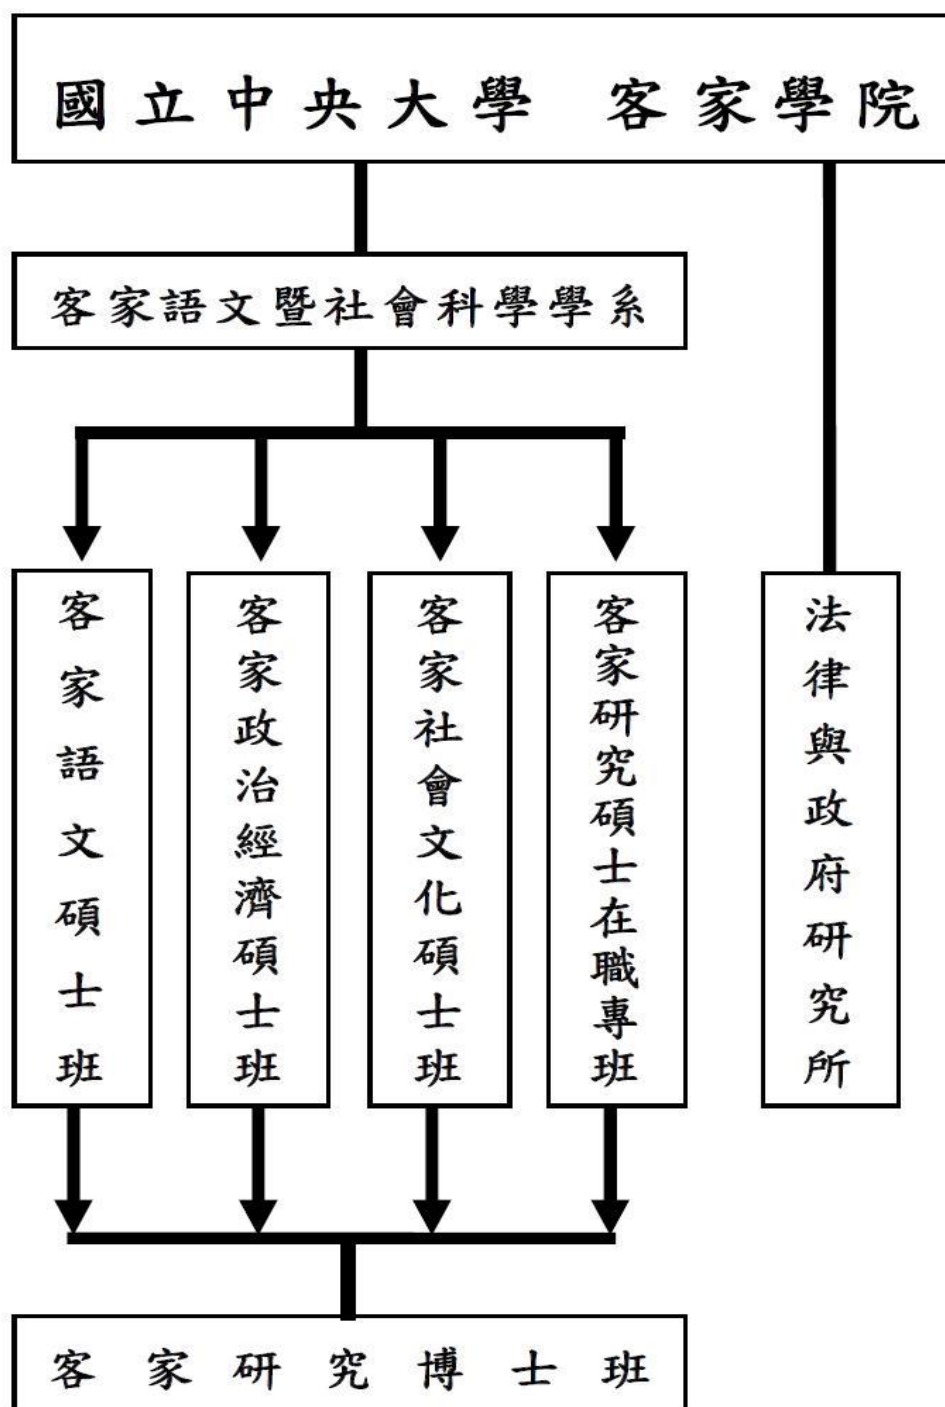 國立中央大學 客家學院
客家語文暨社會科學學系
客家語文碩士班
客家政治經濟碩士班
客家社會文化碩士班
客家研究碩士在職專班
法律與政府研究所
客家研究博士班